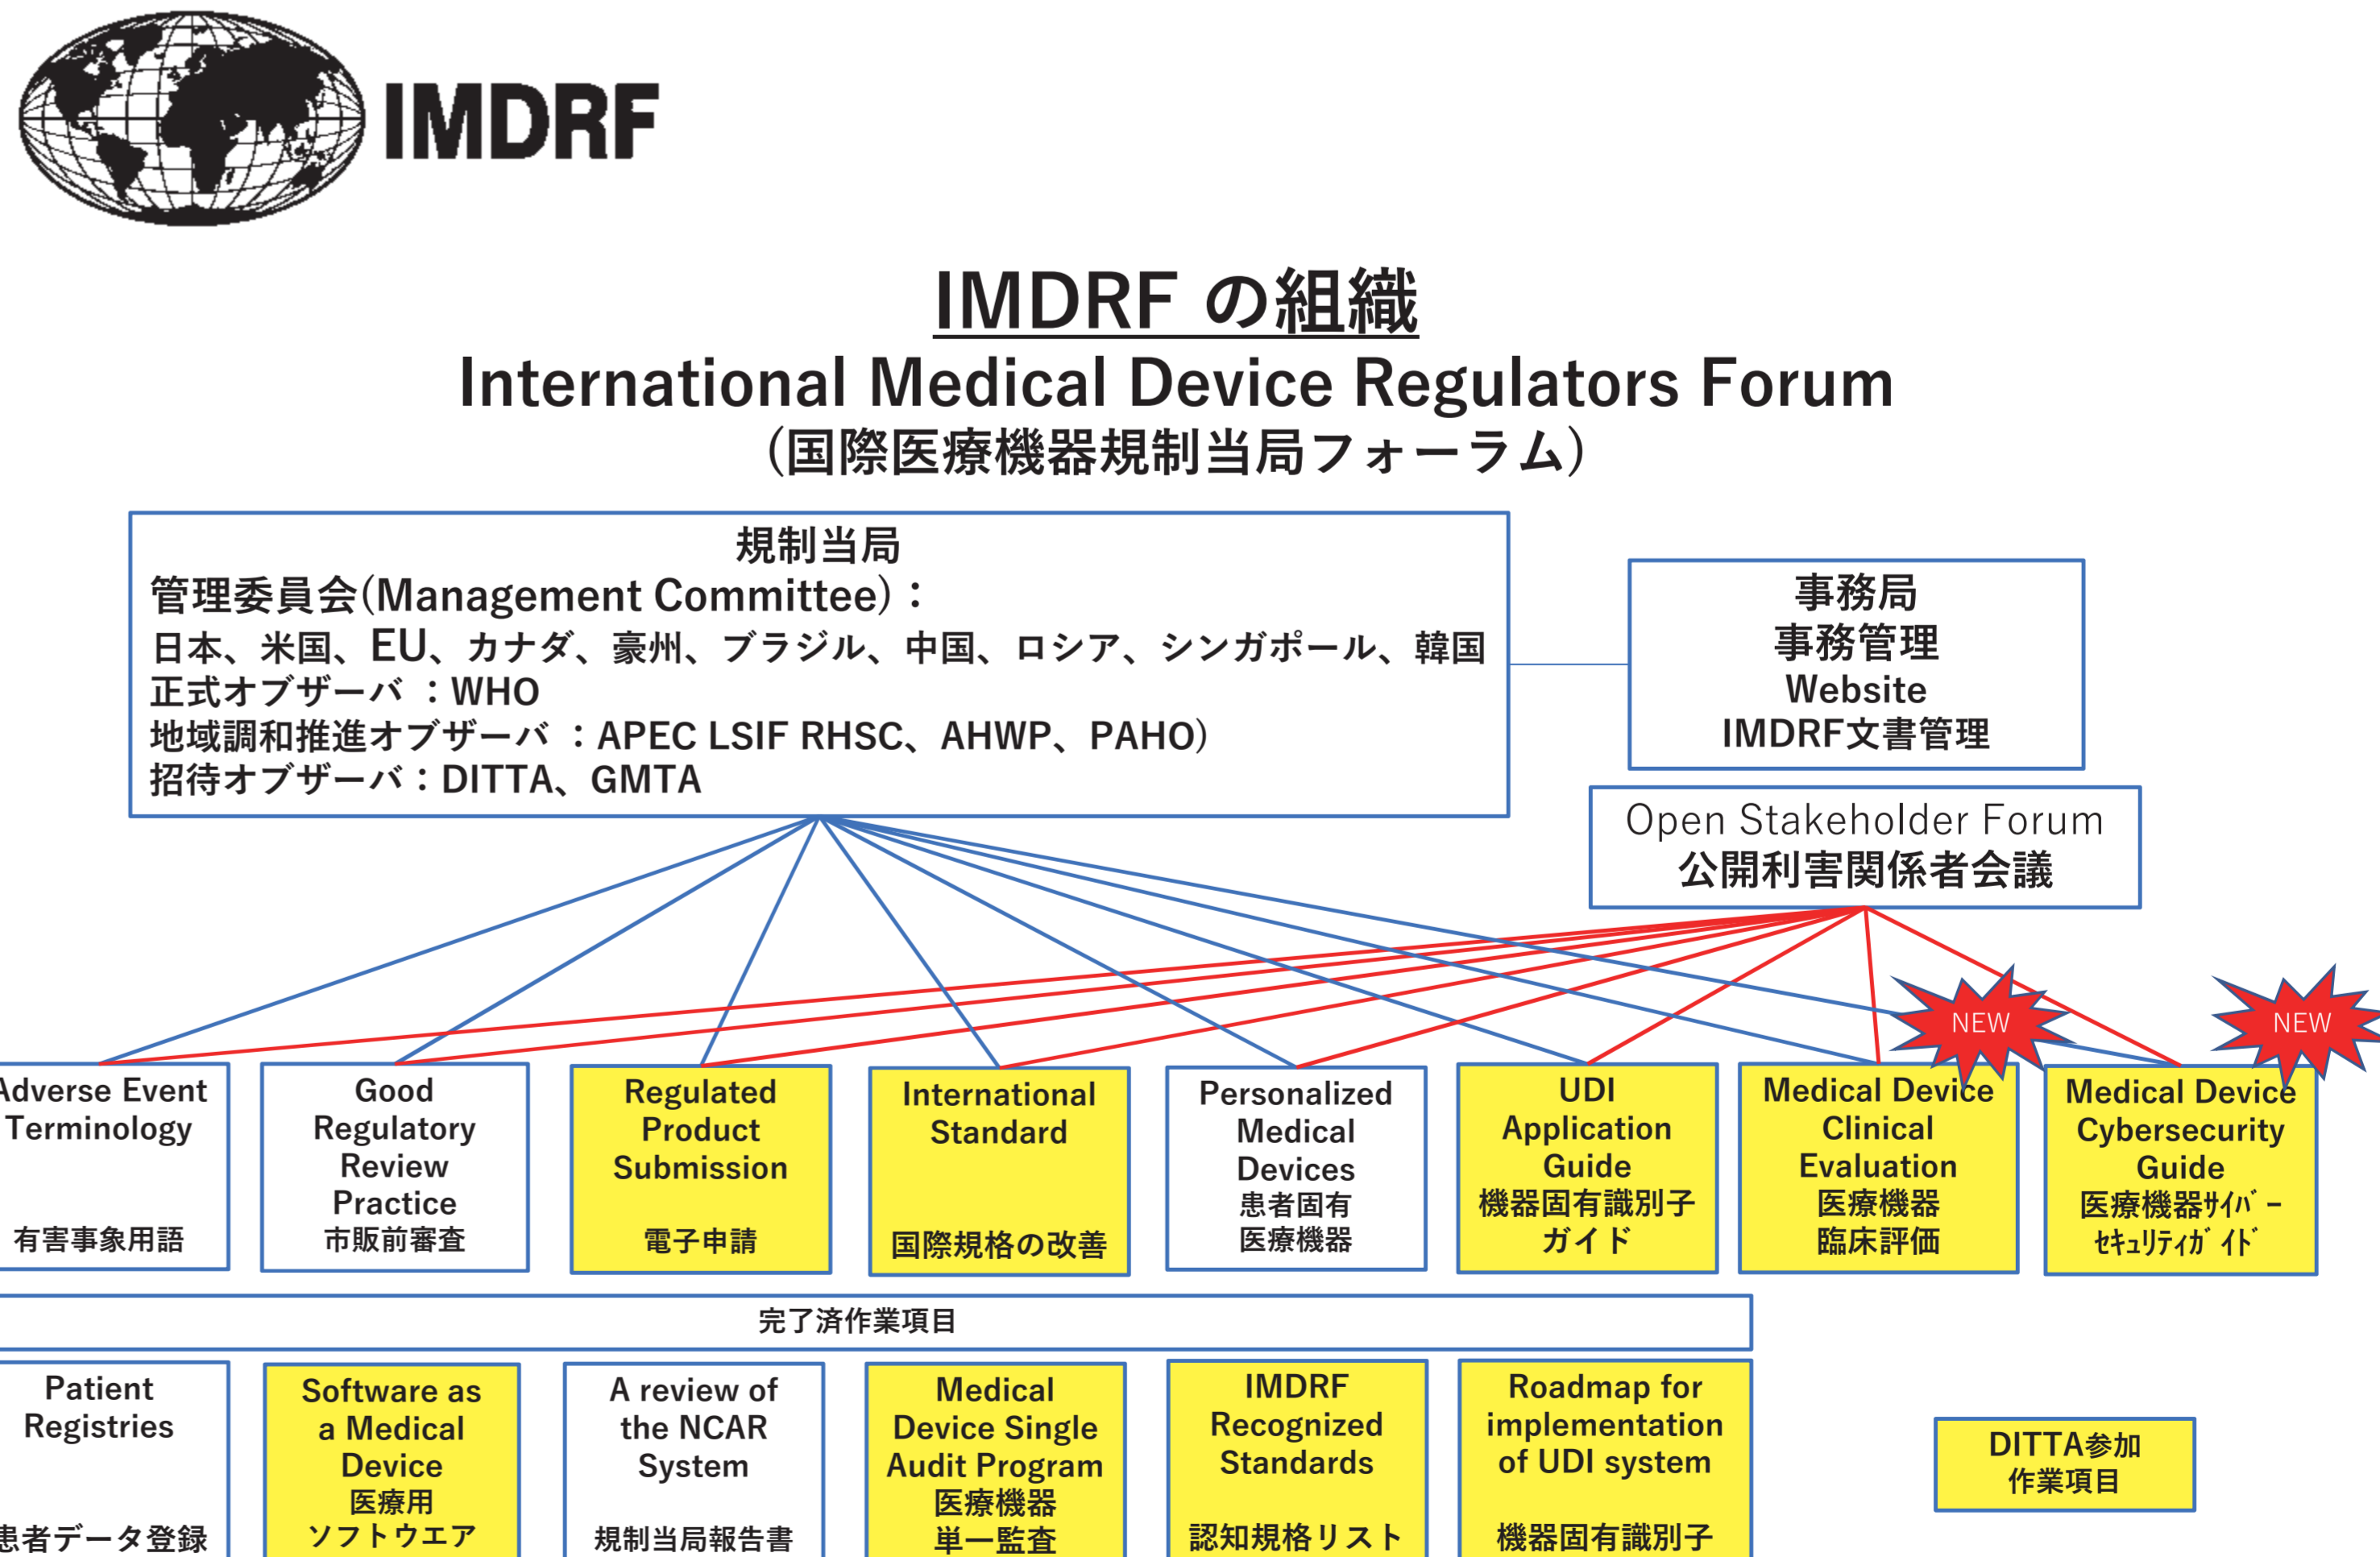 IMDRF
IMDRF の組織
International Medical Device Regulators Forum
(国際医療機器規制当局フォーラム)
規制当局
管理委員会(Management Committee)：
日本、米国、EU、カナダ、豪州、ブラジル、中国、ロシア、シンガポール、韓国
正式オブザーバ ：WHO
地域調和推進オブザーバ ：APEC LSIF RHSC、AHWP、PAHO)
招待オブザーバ：DITTA、GMTA
事務局
事務管理
Website
IMDRF文書管理
Open Stakeholder Forum
公開利害関係者会議
NEW
NEW
Adverse Event
Terminology
有害事象用語
Good
Regulatory
Review
Practice
市販前審査
Regulated
Product
Submission
電子申請
International
Standard
国際規格の改善
Personalized
Medical
Devices
患者固有
医療機器
UDI
Application
Guide
機器固有識別子
ガイド
Medical Device
Clinical
Evaluation
医療機器
臨床評価
Medical Device
Cybersecurity
Guide
医療機器ｻｲﾊﾞｰ
ｾｷｭﾘﾃｨｶﾞｲﾄﾞ
完了済作業項目
Patient
Registries
患者データ登録
Software as
a Medical
Device
医療用
ソフトウエア
A review of
the NCAR
System
規制当局報告書
Medical
Device Single
Audit Program
医療機器
単一監査
IMDRF
Recognized
Standards
認知規格リスト
Roadmap for
implementation
of UDI system
機器固有識別子
DITTA参加
作業項目